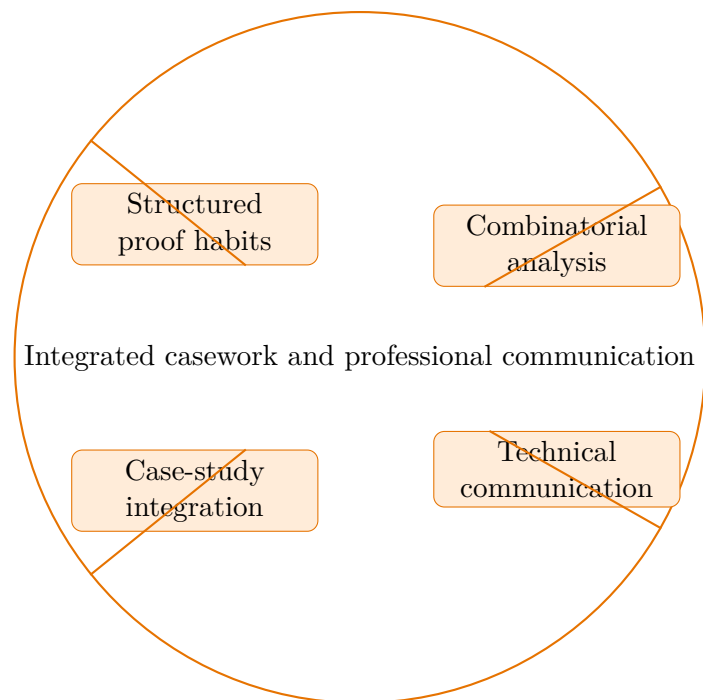 Structured
proof habits
Combinatorial
analysis
Integrated casework and professional communication
Case-study
integration
Technical
communication